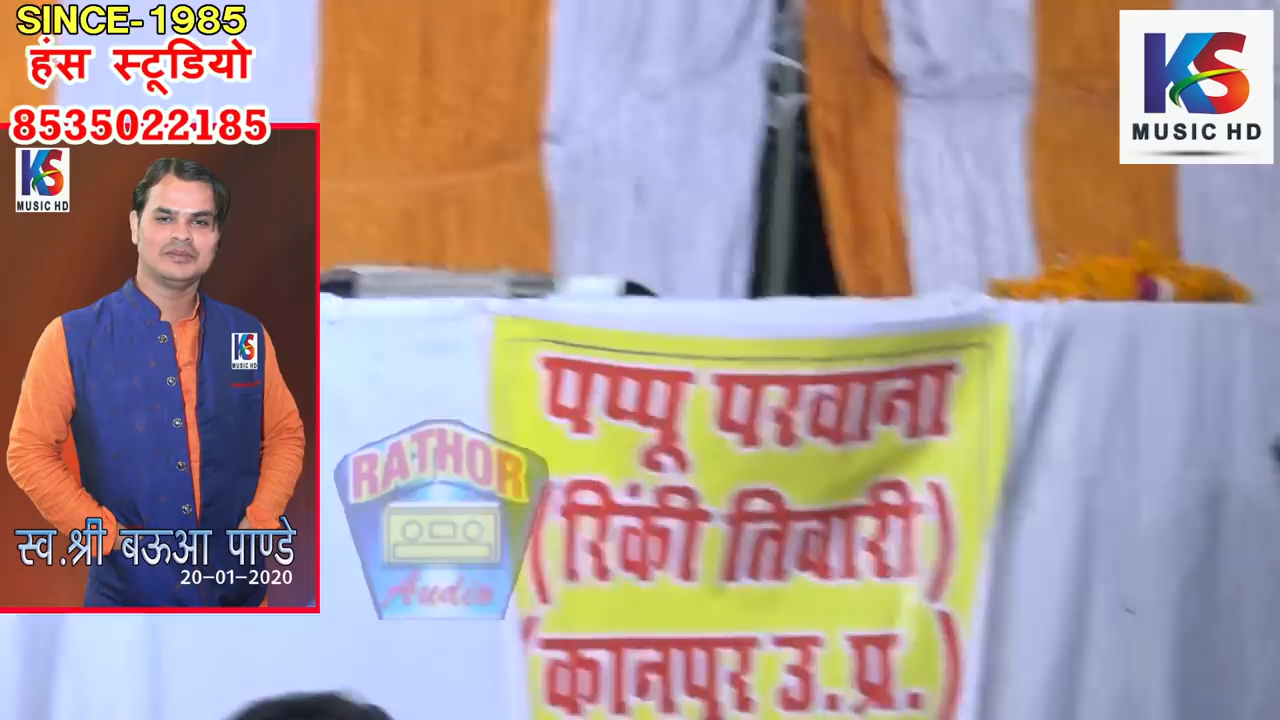 SINCE-1985
हंस स्टूडियो
8535022185
KS
MUSIC HD
स्व.श्री बऊआ पाण्डे
20-01-2020
KS
MUSIC HD
KS
MUSIC HD
RATHOR
Audio
पप्पू परवाना
(रिंकी तिवारी)
(कानपुर उ.प्र.)